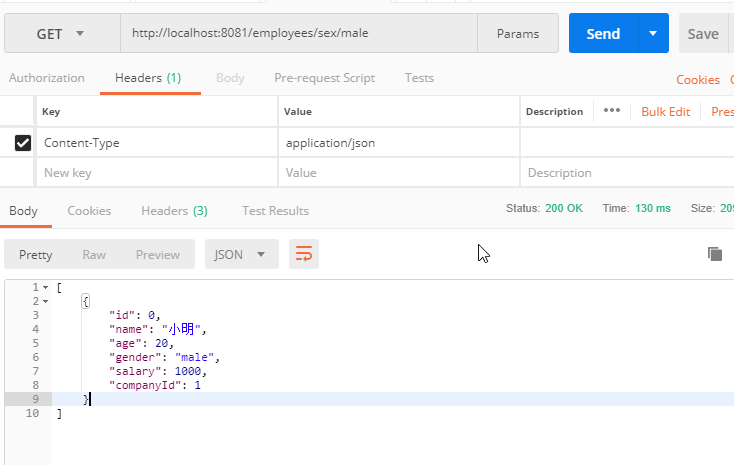 GET http://localhost:8081/employees/sex/male Params Send Save
Authorization Headers (1) Body Pre-request Script Tests Cookies
Key Value Description ••• Bulk Edit Pres
Content-Type application/json
New key Value Description
Body Cookies Headers (3) Test Results Status: 200 OK Time: 130 ms Size: 209
Pretty Raw Preview JSON
1 [
2 {
3 "id": 0,
4 "name": "小明",
5 "age": 20,
6 "gender": "male",
7 "salary": 1000,
8 "companyId": 1
9 }
10 ]